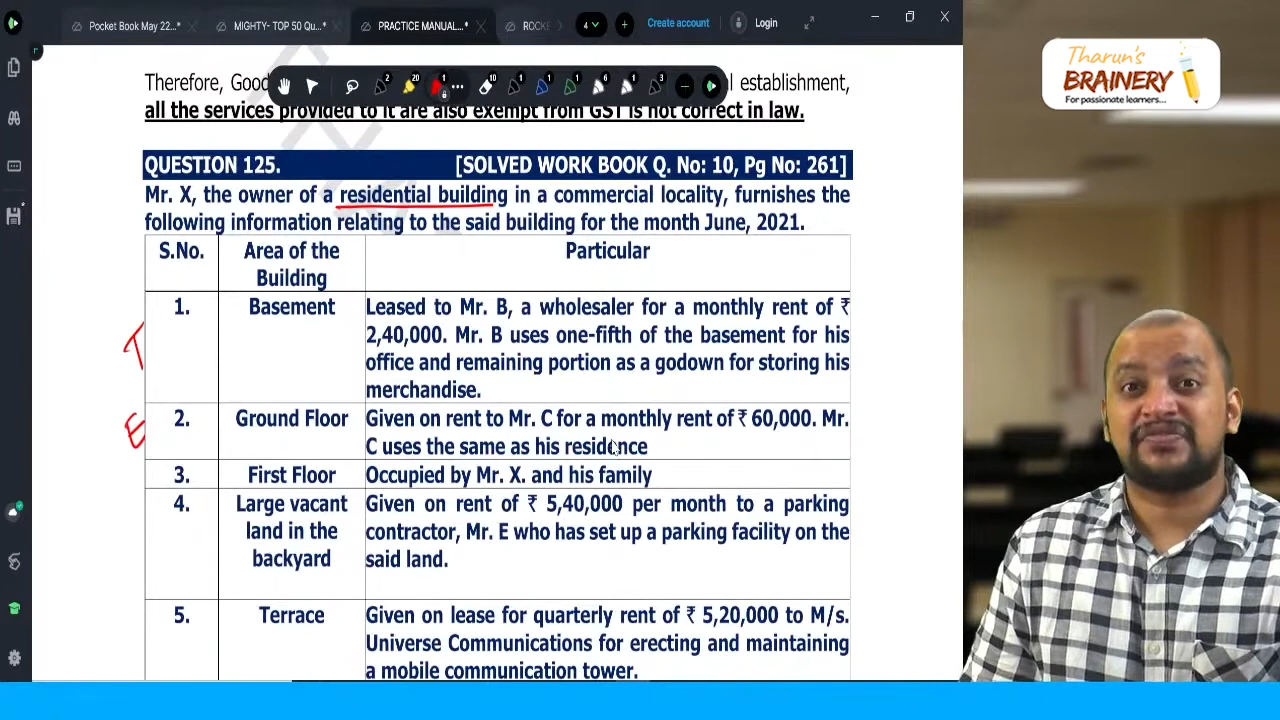 Pocket Book May 22...*
MIGHTY- TOP 50 Qu...*
PRACTICE MANUAL...*
4
Create account
Login
Tharun's
BRAINERY
For passionate learners...
Therefore,
establishment,
all the services provided to it are also exempt from GST is not correct in law.
QUESTION 125. [SOLVED WORK BOOK Q. No: 10, Pg No: 261]
Mr. X, the owner of a residential building in a commercial locality, furnishes the
following information relating to the said building for the month June, 2021.
S.No. Area of the Building Particular
1. Basement Leased to Mr. B, a wholesaler for a monthly rent of ₹
2,40,000. Mr. B uses one-fifth of the basement for his
office and remaining portion as a godown for storing his
merchandise.
T
2. Ground Floor Given on rent to Mr. C for a monthly rent of ₹ 60,000. Mr.
C uses the same as his residence
E
3. First Floor Occupied by Mr. X. and his family
4. Large vacant land in the backyard Given on rent of ₹ 5,40,000 per month to a parking
contractor, Mr. E who has set up a parking facility on the
said land.
5. Terrace Given on lease for quarterly rent of ₹ 5,20,000 to M/s.
Universe Communications for erecting and maintaining
a mobile communication tower.